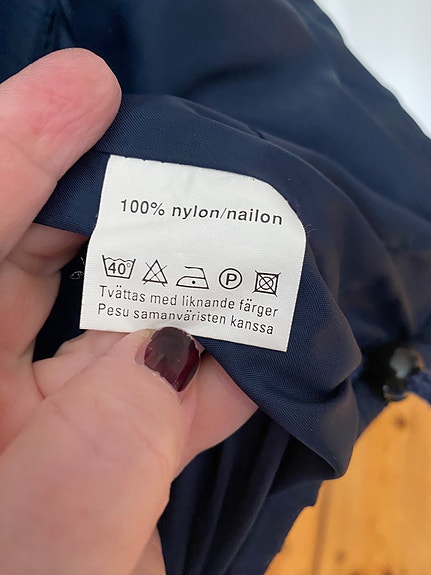 100% nylon/nailon
40° P
Tvättas med liknande färger
Pesu samanväristen kanssa